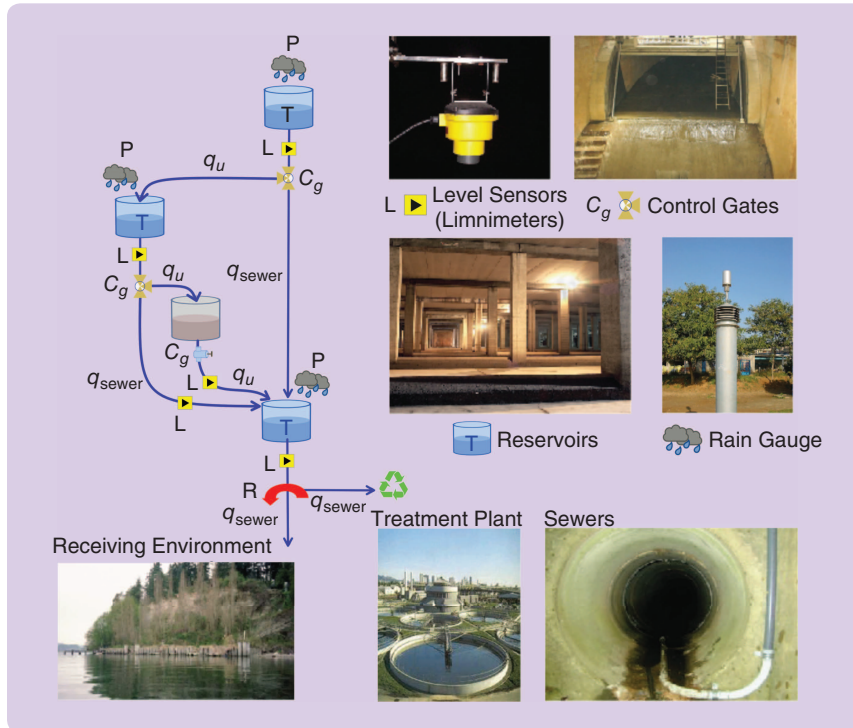 P
T
L
P
q_u
C_g
T
L
q_u
C_g
q_sewer
C_g
P
q_sewer
L
q_u
L
T
L
R
q_sewer
q_sewer
L Level Sensors
(Limnimeters)
C_g Control Gates
T Reservoirs
Rain Gauge
Receiving Environment
Treatment Plant
Sewers